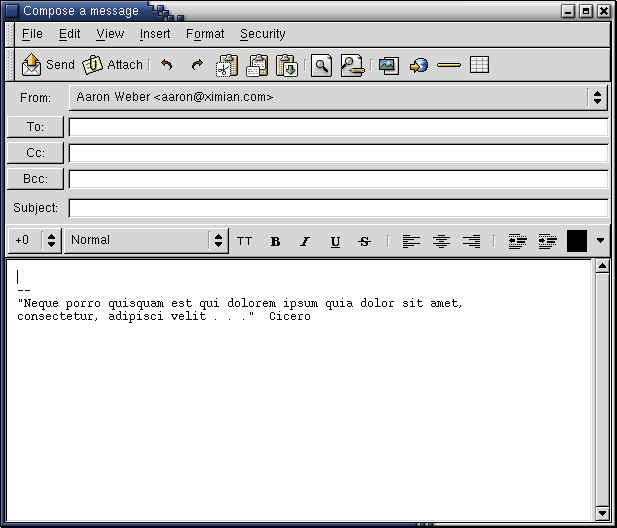 Compose a message
File Edit View Insert Format Security
Send Attach
From: Aaron Weber <aaron@ximian.com>
To:
Cc:
Bcc:
Subject:
+0 Normal TT B I U S
--
"Neque porro quisquam est qui dolorem ipsum quia dolor sit amet,
consectetur, adipisci velit . . ." Cicero